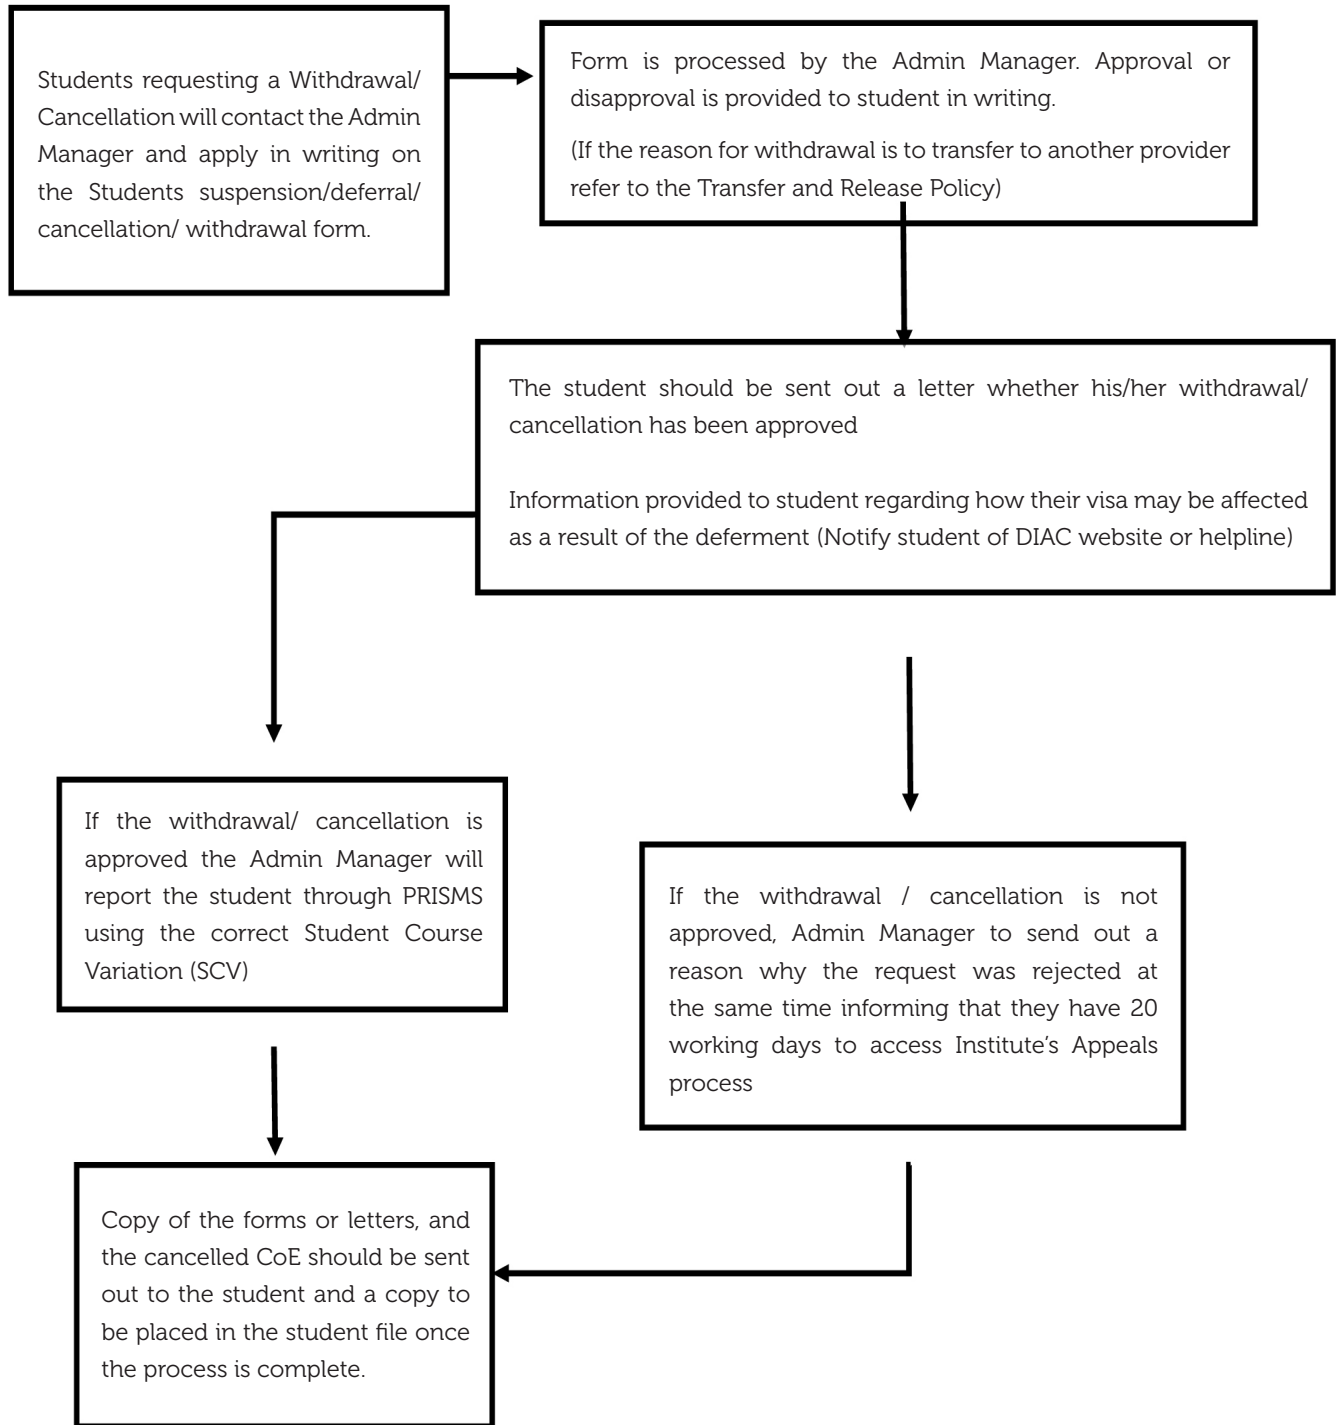 Students requesting a Withdrawal/
Cancellation will contact the Admin
Manager and apply in writing on
the Students suspension/deferral/
cancellation/ withdrawal form.
Form is processed by the Admin Manager. Approval or
disapproval is provided to student in writing.
(If the reason for withdrawal is to transfer to another provider
refer to the Transfer and Release Policy)
The student should be sent out a letter whether his/her withdrawal/
cancellation has been approved
Information provided to student regarding how their visa may be affected
as a result of the deferment (Notify student of DIAC website or helpline)
If the withdrawal/ cancellation is
approved the Admin Manager will
report the student through PRISMS
using the correct Student Course
Variation (SCV)
If the withdrawal / cancellation is not
approved, Admin Manager to send out a
reason why the request was rejected at
the same time informing that they have 20
working days to access Institute’s Appeals
process
Copy of the forms or letters, and
the cancelled CoE should be sent
out to the student and a copy to
be placed in the student file once
the process is complete.